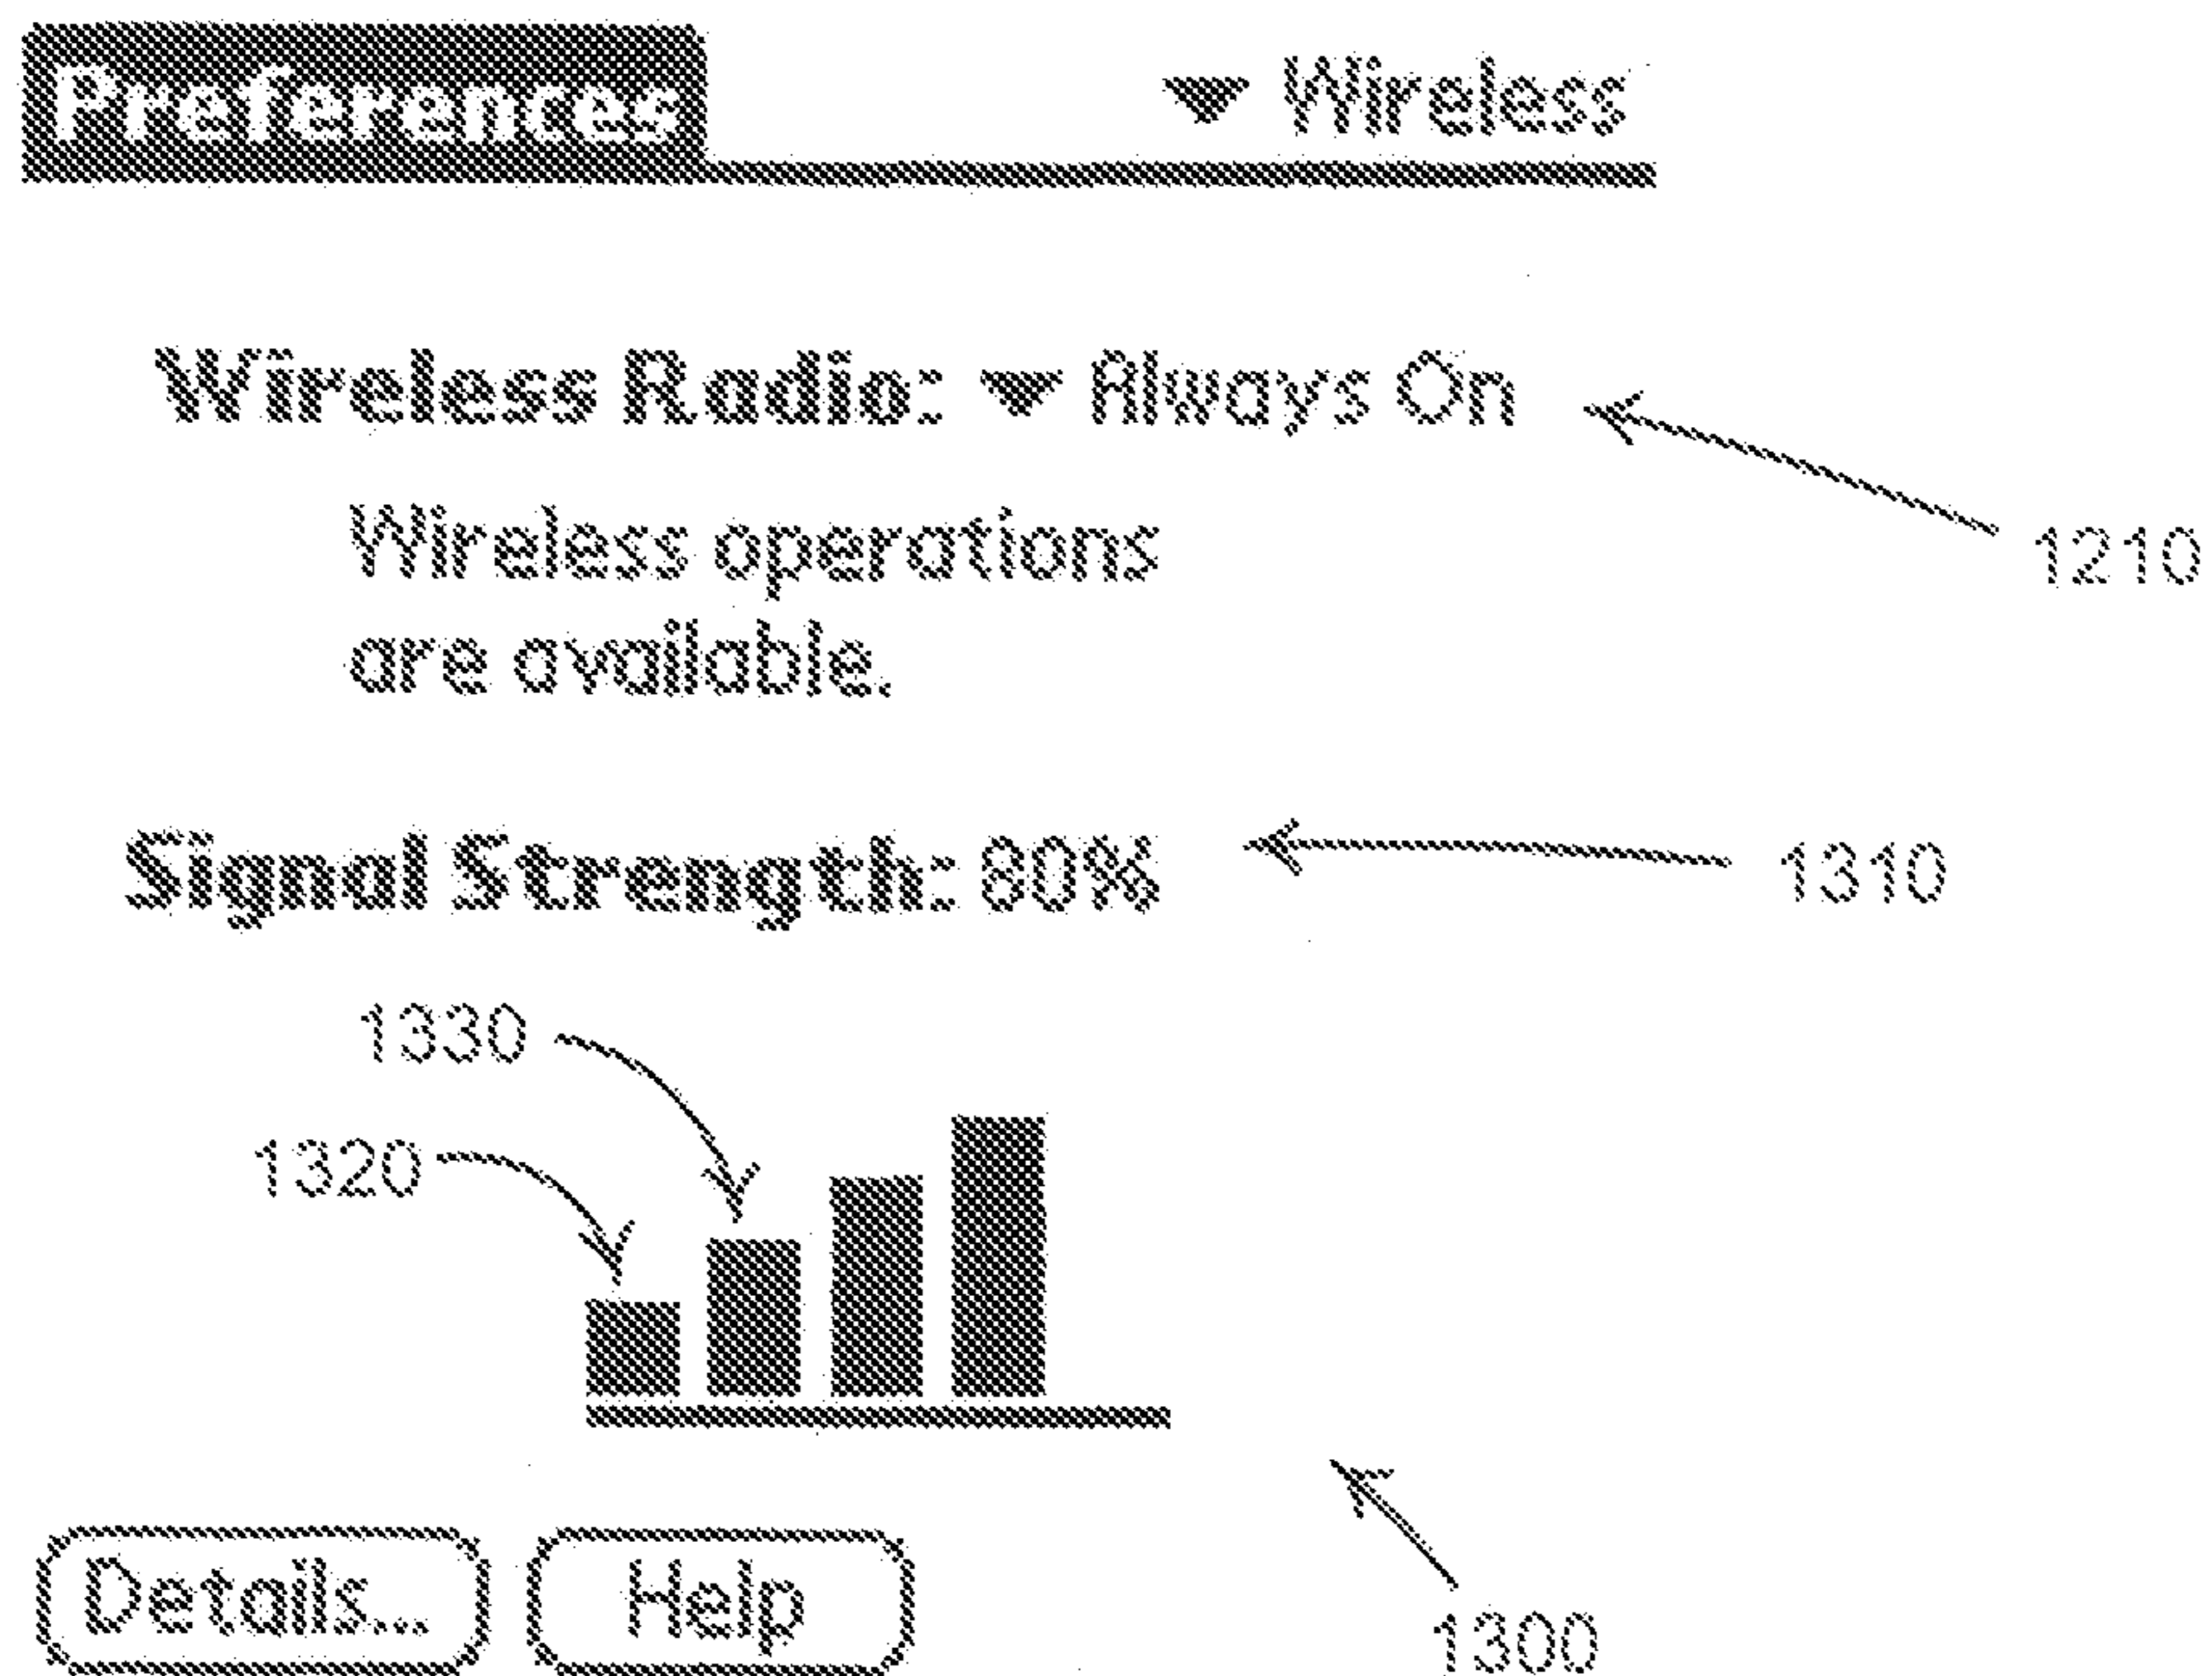 Preferences ▼ Wireless
Wireless Radio: ▼ Always On
1210
Wireless operations
are available.
Signal Strength: 80%
1310
1330
1320
Details... Help
1300